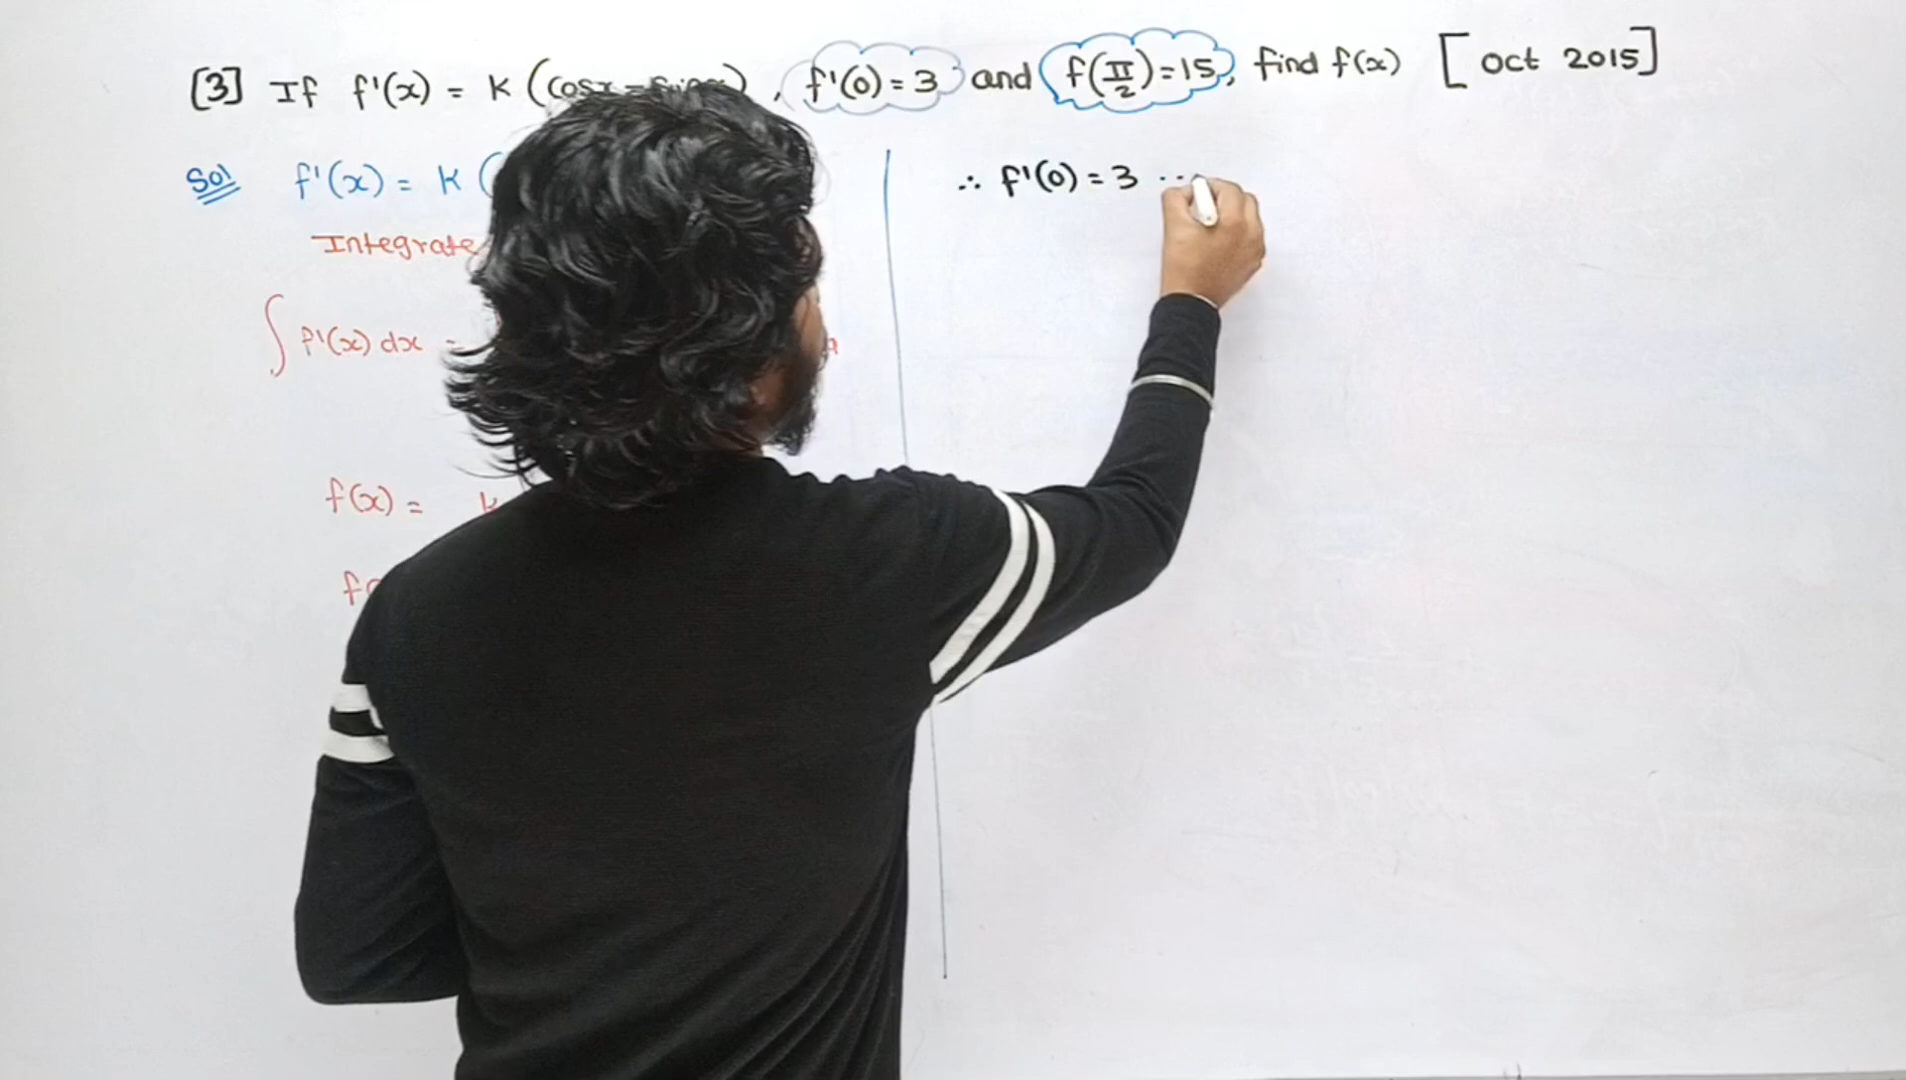 [3] If f'(x) = k (cosx - sinx), f'(0) = 3 and f(π/2) = 15, find f(x) [Oct 2015]
Sol f'(x) = k (
Integrate
∫ f'(x) dx =
f(x) = k
f(
∴ f'(0) = 3 ...